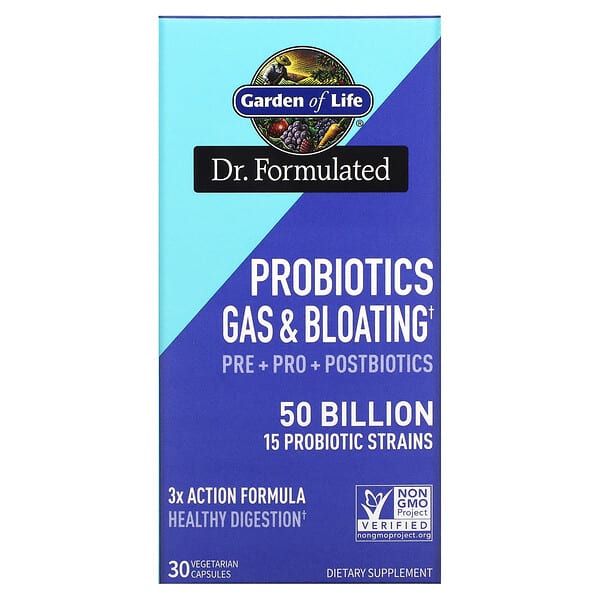 Garden of Life®
Dr. Formulated
PROBIOTICS
GAS & BLOATING†
PRE + PRO + POSTBIOTICS
50 BILLION
15 PROBIOTIC STRAINS
3x ACTION FORMULA
HEALTHY DIGESTION†
NON
GMO
Project
VERIFIED
nongmoproject.org
30 VEGETARIAN
CAPSULES
DIETARY SUPPLEMENT